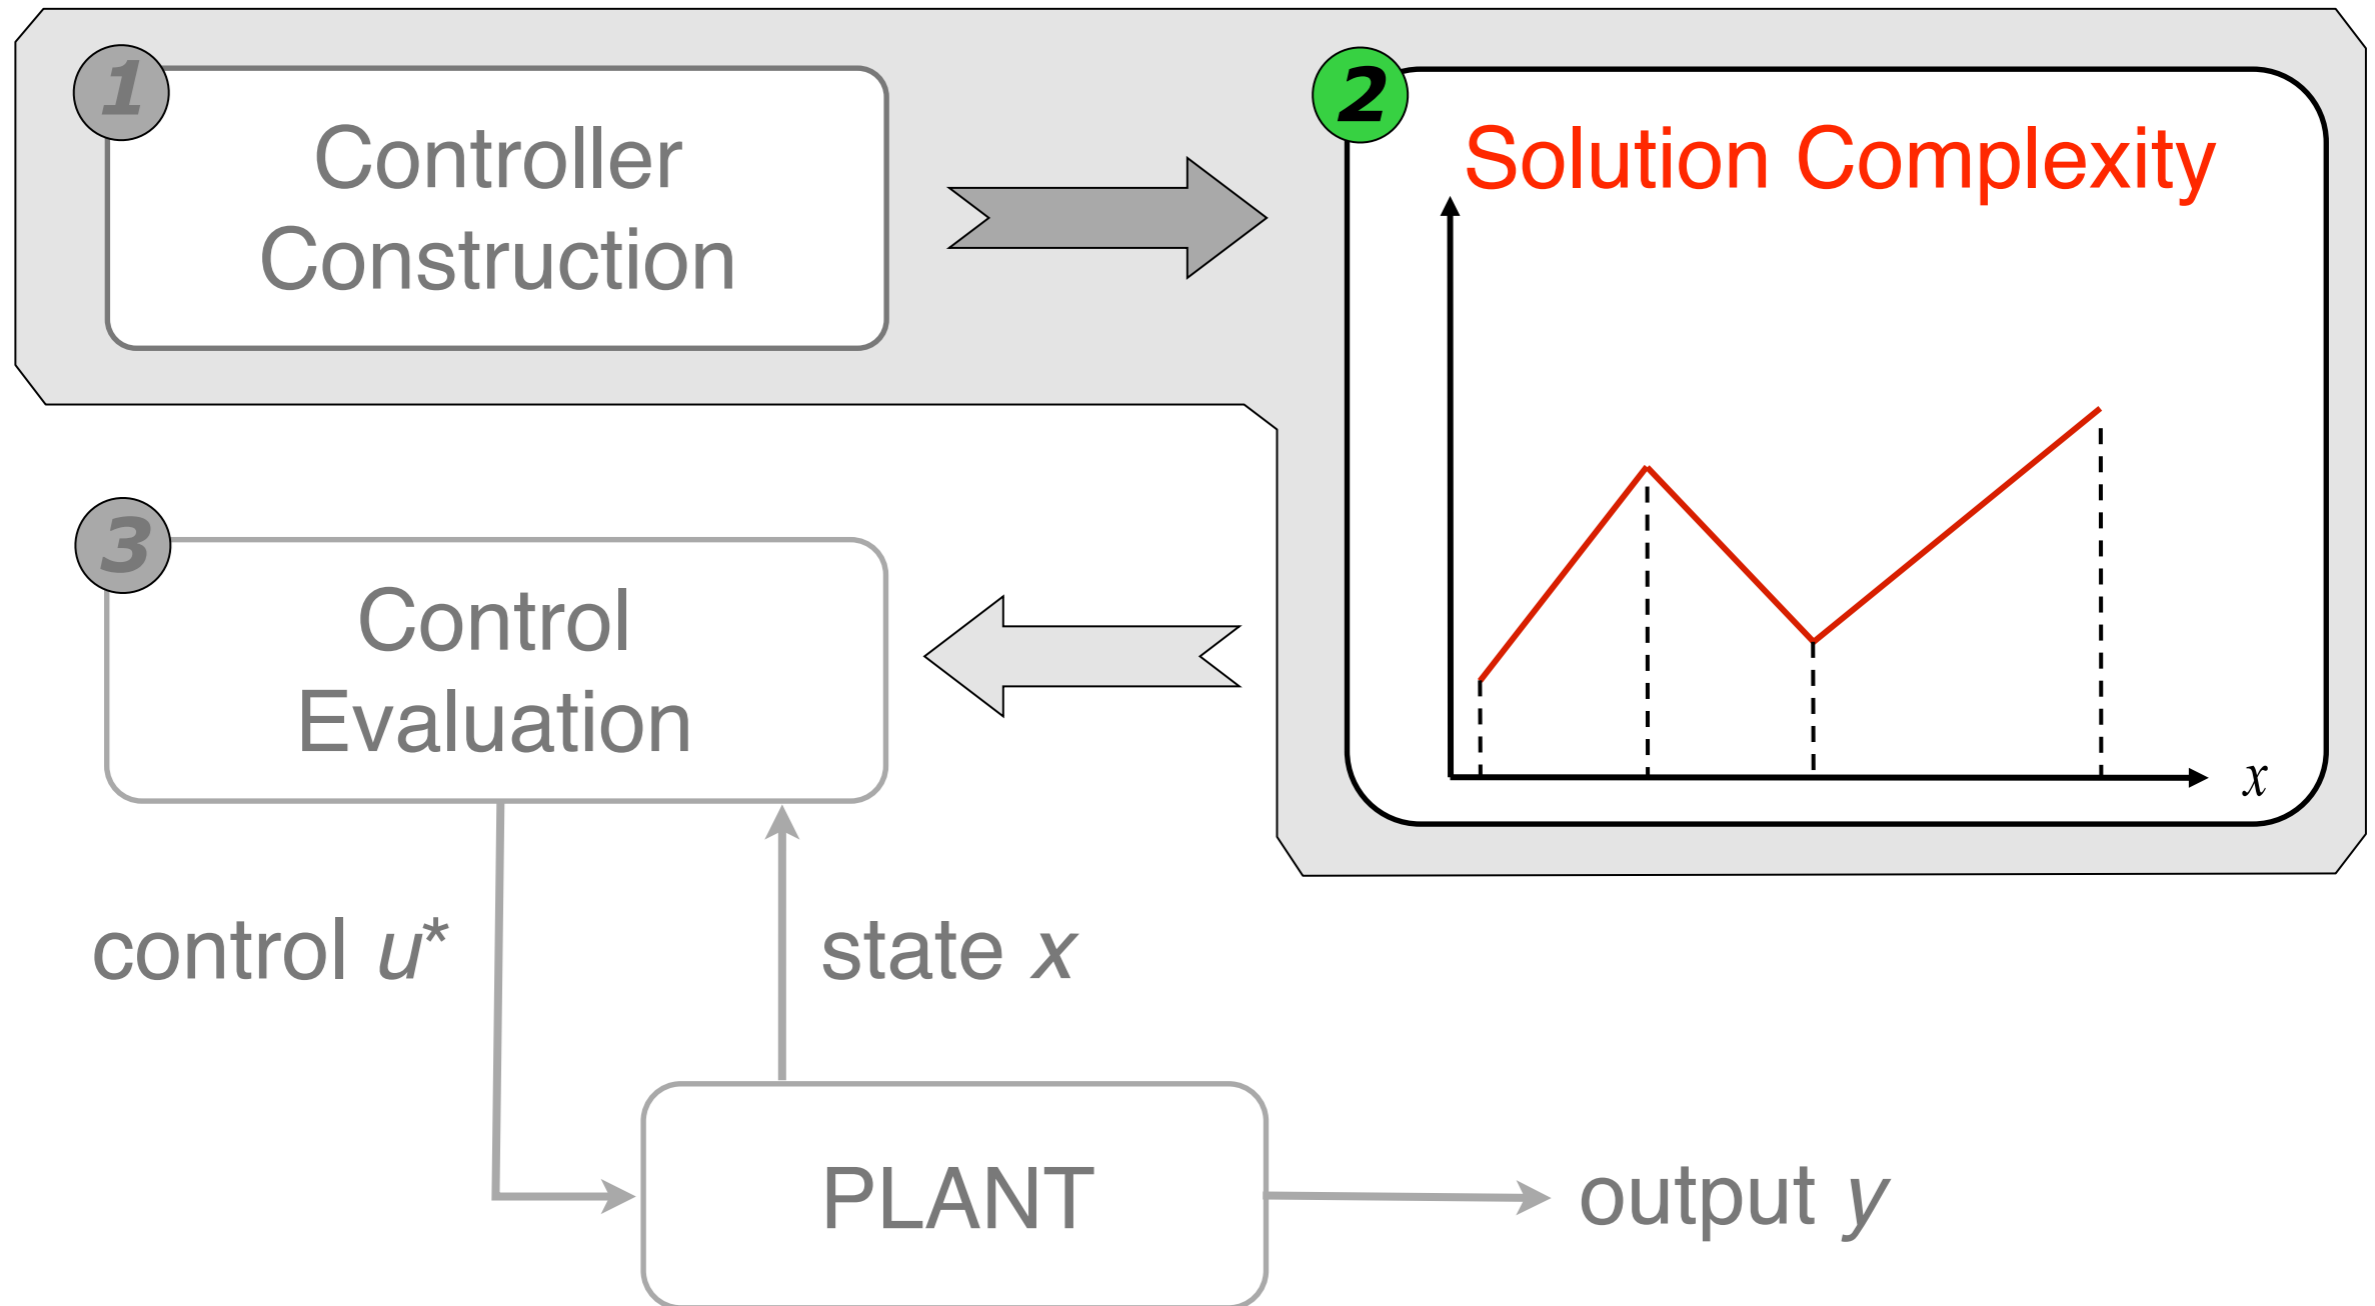 1
Controller
Construction
2
Solution Complexity
x
3
Control
Evaluation
control u*
state x
PLANT
output y